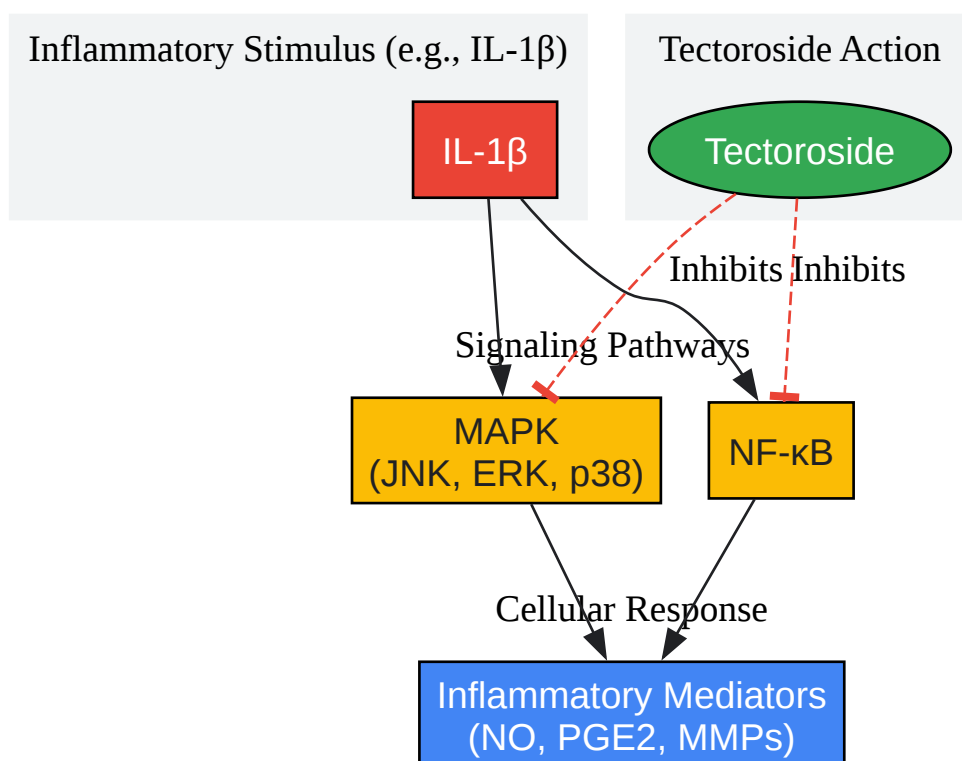 Inflammatory Stimulus (e.g., IL-1β)
Tectoroside Action
IL-1β
Tectoroside
Inhibits
Inhibits
Signaling Pathways
MAPK
(JNK, ERK, p38)
NF-κB
Cellular Response
Inflammatory Mediators
(NO, PGE2, MMPs)